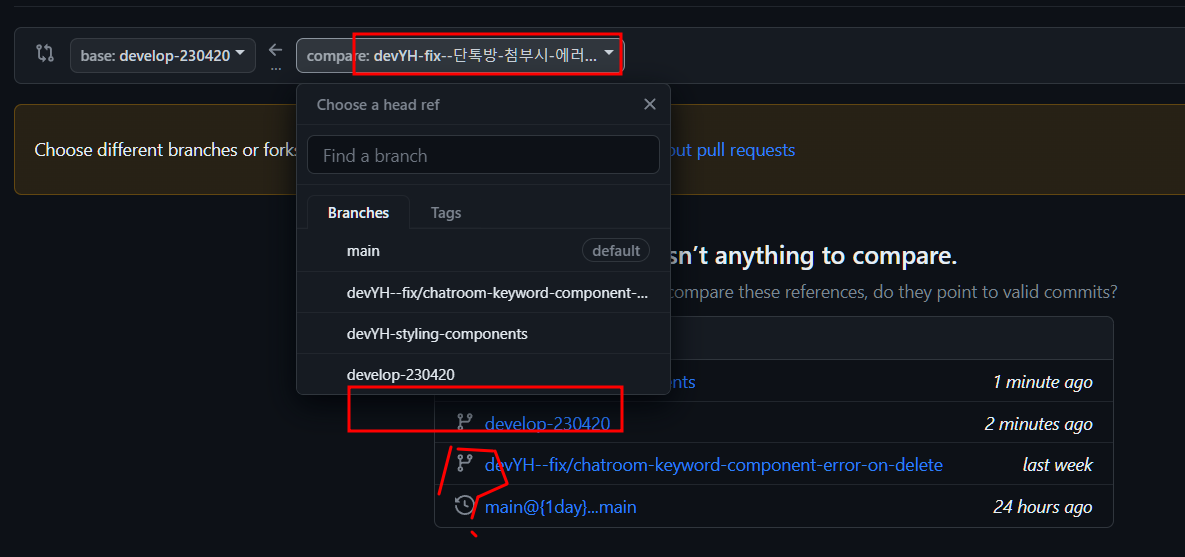 base: develop-230420
compare: devYH-fix--단톡방-첨부시-에러...
...
Choose a head ref
Choose different branches or forks
out pull requests
Find a branch
Branches Tags
main default
sn't anything to compare.
devYH--fix/chatroom-keyword-component-...
compare these references, do they point to valid commits?
devYH-styling-components
develop-230420
nts 1 minute ago
develop-230420 2 minutes ago
devYH--fix/chatroom-keyword-component-error-on-delete last week
main@{1day}...main 24 hours ago